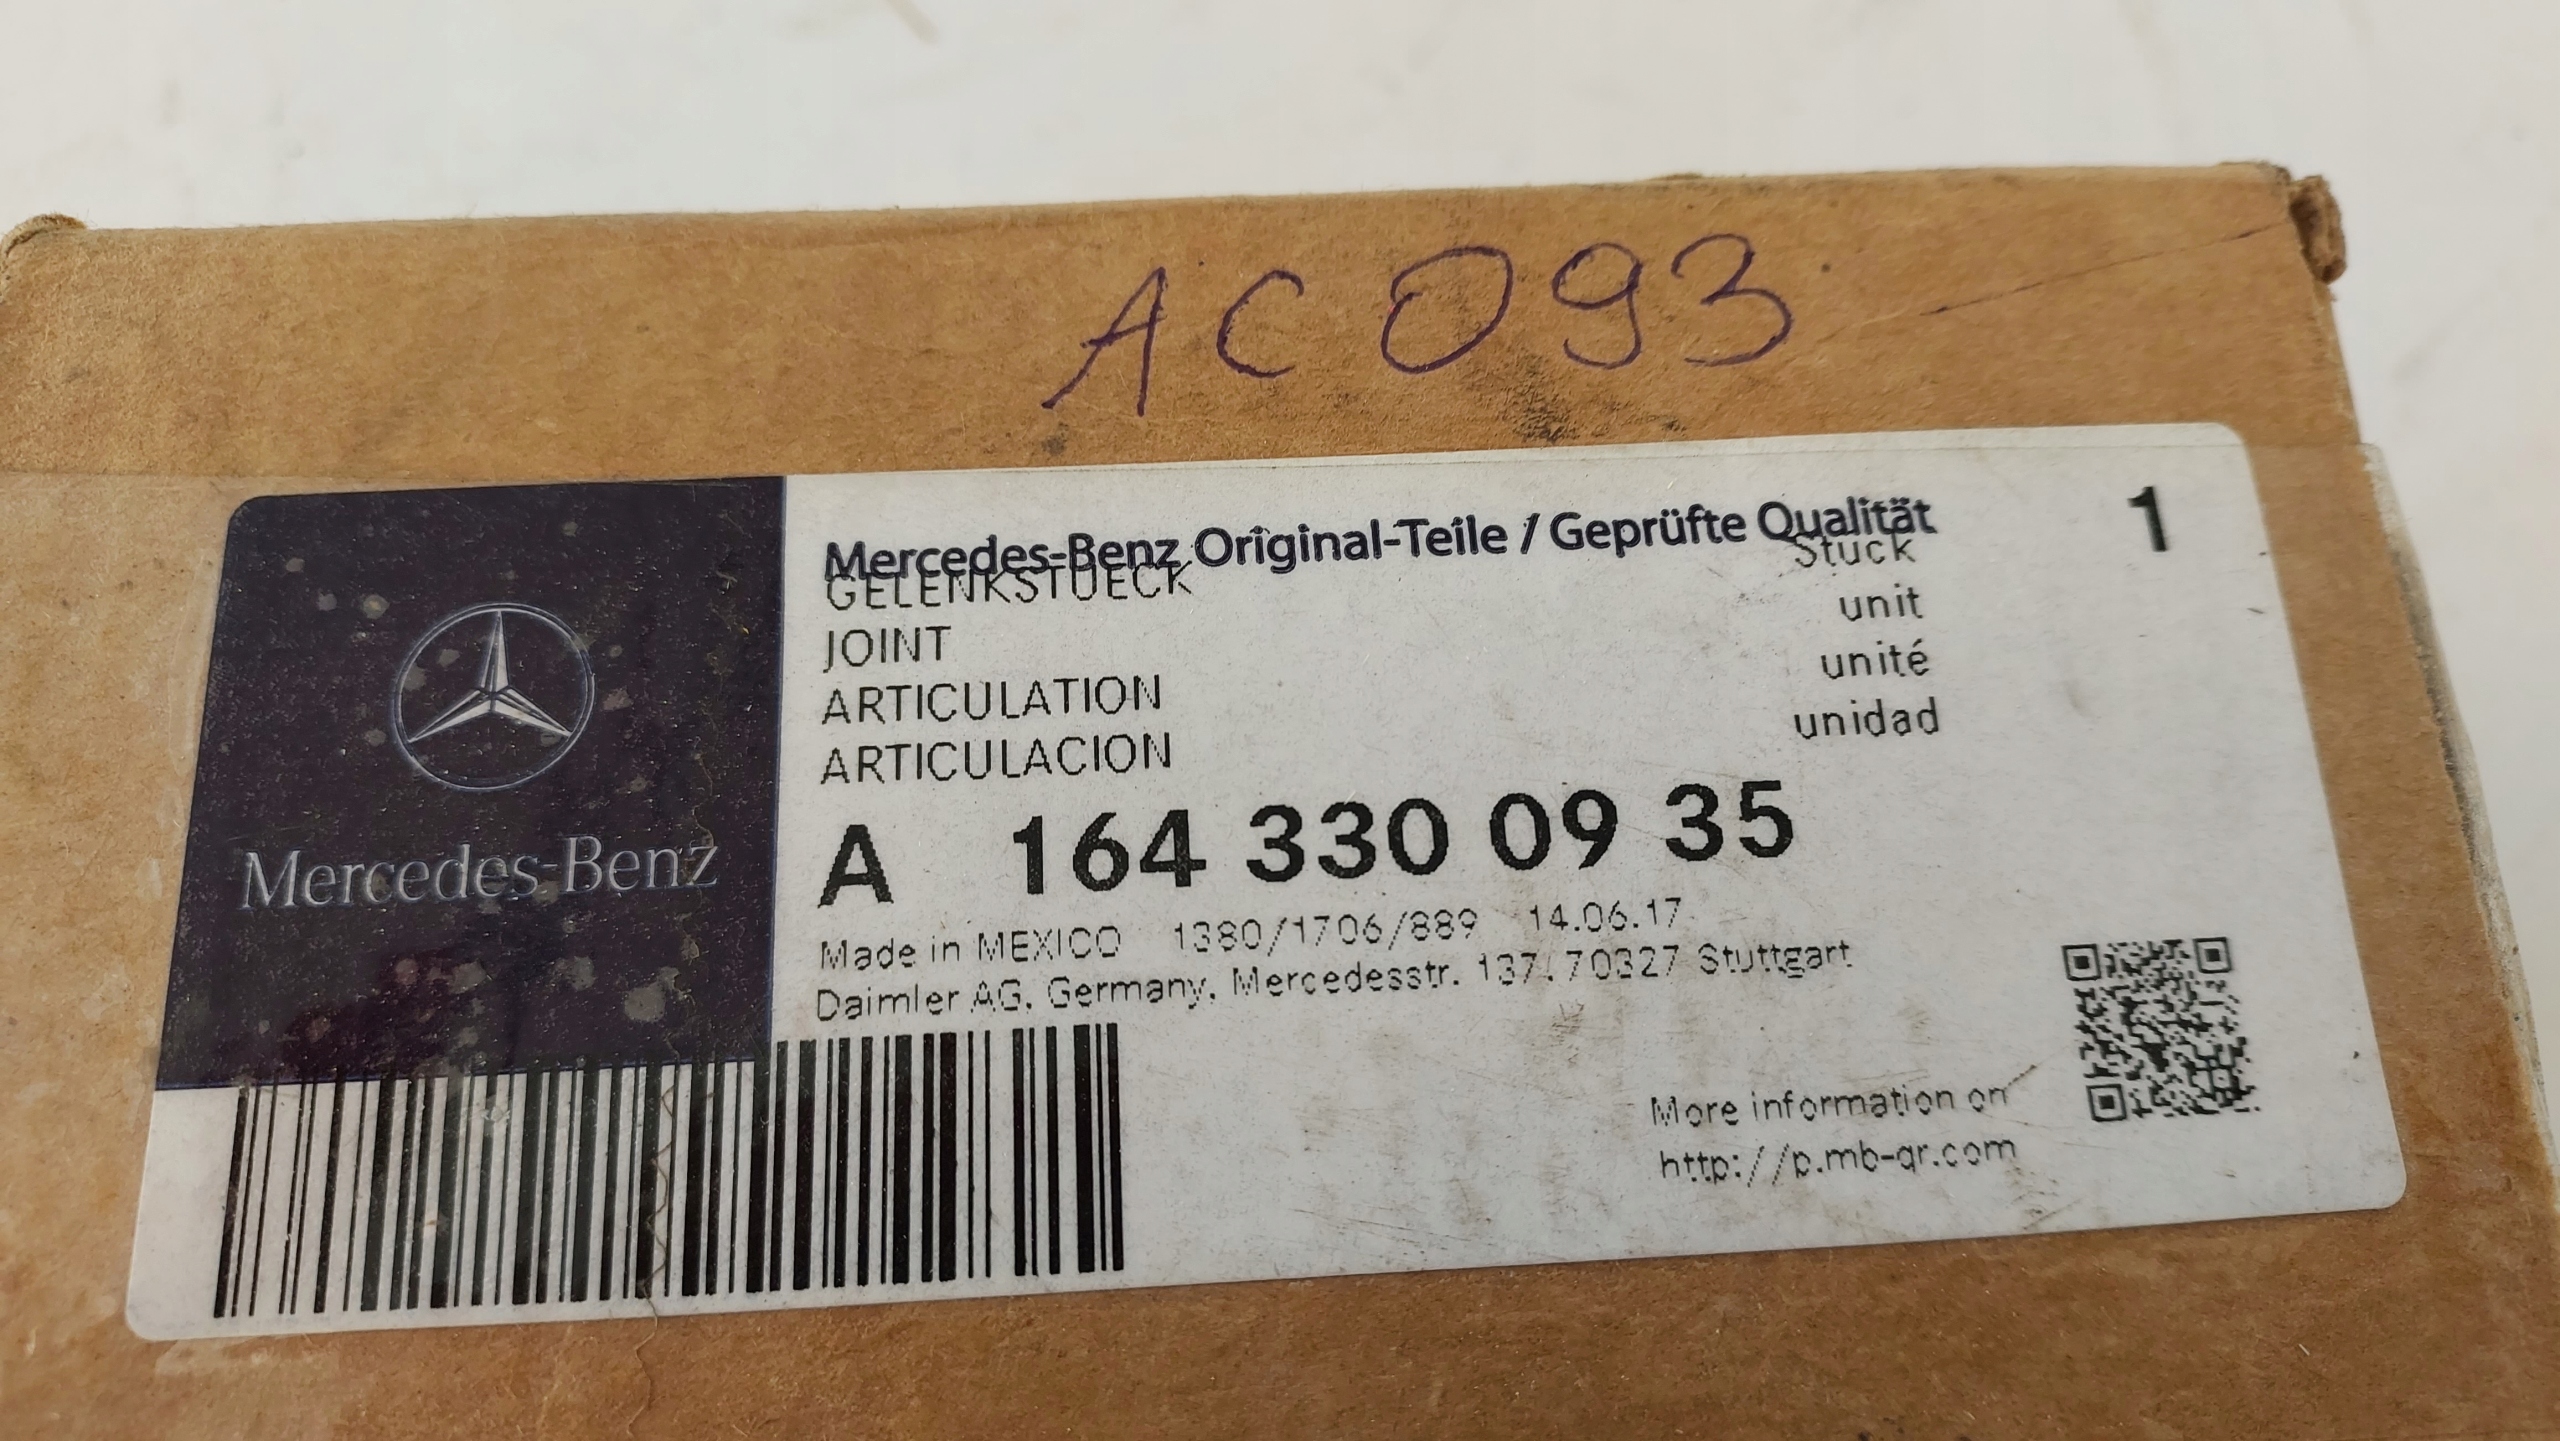 AC093
Mercedes-Benz Original-Teile / Geprüfte Qualität
GELENKSTUECK Stück 1
JOINT unit
ARTICULATION unité
ARTICULACION unidad
Mercedes-Benz
A 164 330 09 35
Made in MEXICO 1380/1706/889 14.06.17
Daimler AG, Germany, Mercedesstr. 137, 70327 Stuttgart
More information on
http://p.mb-qr.com